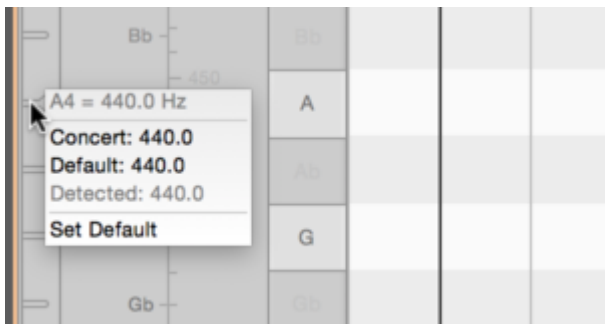 Bb
Bb
450
A4 = 440.0 Hz
A
Concert: 440.0
Default: 440.0
Ab
Detected: 440.0
Set Default
G
Gb
Gb